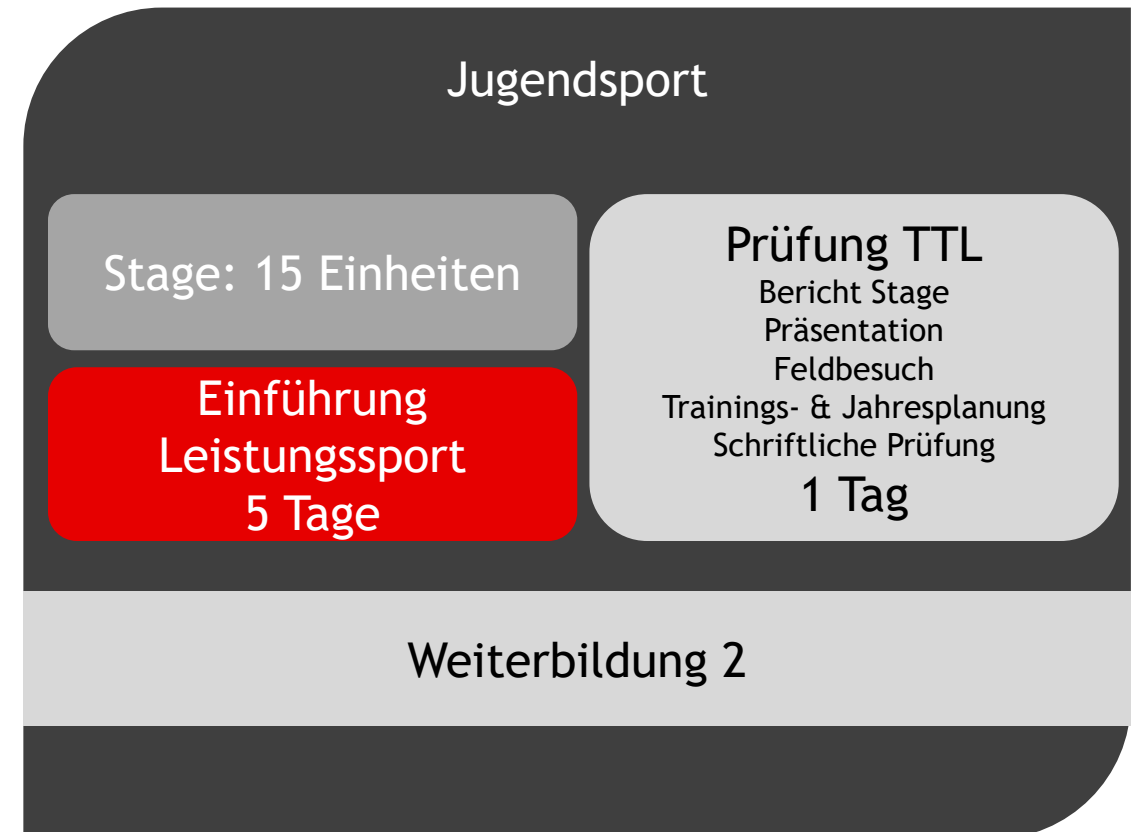 Jugendsport
Stage: 15 Einheiten
Einführung
Leistungssport
5 Tage
Prüfung TTL
Bericht Stage
Präsentation
Feldbesuch
Trainings- & Jahresplanung
Schriftliche Prüfung
1 Tag
Weiterbildung 2